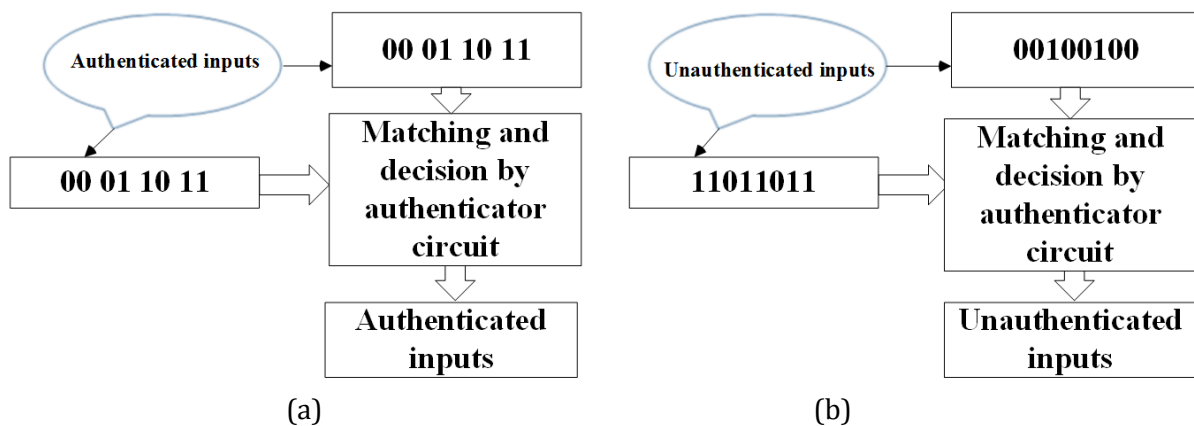 Authenticated inputs
00 01 10 11
00 01 10 11
Matching and
decision by
authenticator
circuit
Authenticated
inputs
(a)
Unauthenticated inputs
00100100
11011011
Matching and
decision by
authenticator
circuit
Unauthenticated
inputs
(b)